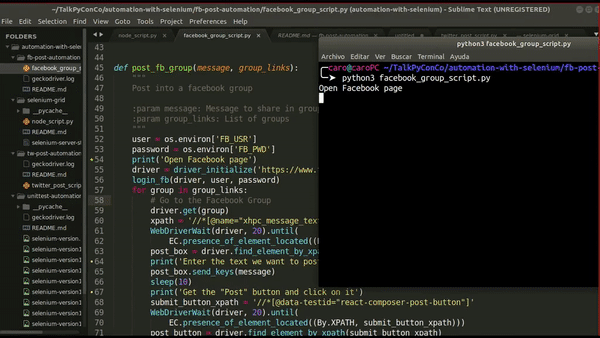 ~/TalkPyConCo/automation-with-selenium/fb-post-automation/facebook_group_script.py (automation-with-selenium) - Sublime Text (UNREGISTERED)
File Edit Selection Find View Goto Tools Project Preferences Help
FOLDERS
automation-with-sele
fb-post-automation
facebook_group_sc
geckodriver.log
README.md
selenium-grid
__pycache__
node_script.py
README.md
selenium-server-s
tw-post-automation
geckodriver.log
README.md
twitter_post_scrip
unittest-automation
__pycache__
geckodriver.log
README.md
selenium-version.
selenium-version1
selenium-version1
selenium-version1
selenium-version1
selenium-version1
selenium-version1
selenium-version1
node_script.py
facebook_group_script.py
README.md
43
44
45 def post_fb_group(message, group_links):
46 """
47 Post into a facebook group
48
49 :param message: Message to share in group
50 :param group_links: List of groups
51 """
52 user = os.environ['FB_USR']
53 password = os.environ['FB_PWD']
54 print('Open Facebook page')
55 driver = driver_initialize('https://www.
56 login_fb(driver, user, password)
57 for group in group_links:
58 # Go to the Facebook Group
59 driver.get(group)
60 xpath = '//*[@name="xhpc_message_text
61 WebDriverWait(driver, 20).until(
62 EC.presence_of_element_located((
63 post_box = driver.find_element_by_xp
64 print('Enter the text we want to post
65 post_box.send_keys(message)
66 sleep(10)
67 print('Get the "Post" button and click on it')
68 submit_button_xpath = '//*[@data-testid="react-composer-post-button"]'
69 WebDriverWait(driver, 20).until(
70 EC.presence_of_element_located((By.XPATH, submit_button_xpath)))
71 post_button = driver.find_element_by_xpath(submit_button_xpath)
python3 facebook_group_script.py
Archivo Editar Ver Buscar Terminal Ayuda
caro@caroPC ~/TalkPyConCo/automation-with-selenium/fb-post-
python3 facebook_group_script.py
Open Facebook page